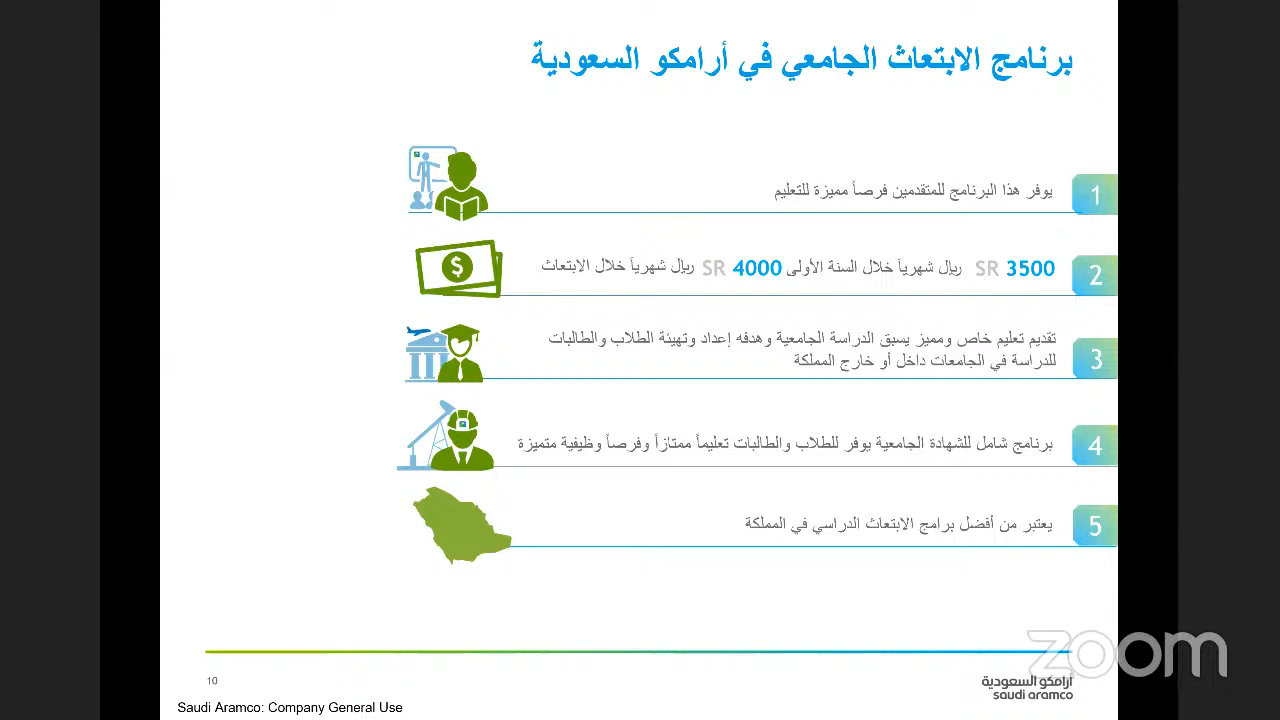 برنامج الابتعاث الجامعي في أرامكو السعودية
1
يوفر هذا البرنامج للمتقدمين فرصاً مميزة للتعليم
2
3500 SR ريال شهرياً خلال السنة الأولى 4000 SR ريال شهرياً خلال الابتعاث
3
تقديم تعليم خاص ومميز يسبق الدراسة الجامعية وهدفه إعداد وتهيئة الطلاب والطالبات
للدراسة في الجامعات داخل أو خارج المملكة
4
برنامج شامل للشهادة الجامعية يوفر للطلاب والطالبات تعليماً ممتازاً وفرصاً وظيفية متميزة
5
يعتبر من أفضل برامج الابتعاث الدراسي في المملكة
zoom
أرامكو السعودية
saudi aramco
10
Saudi Aramco: Company General Use